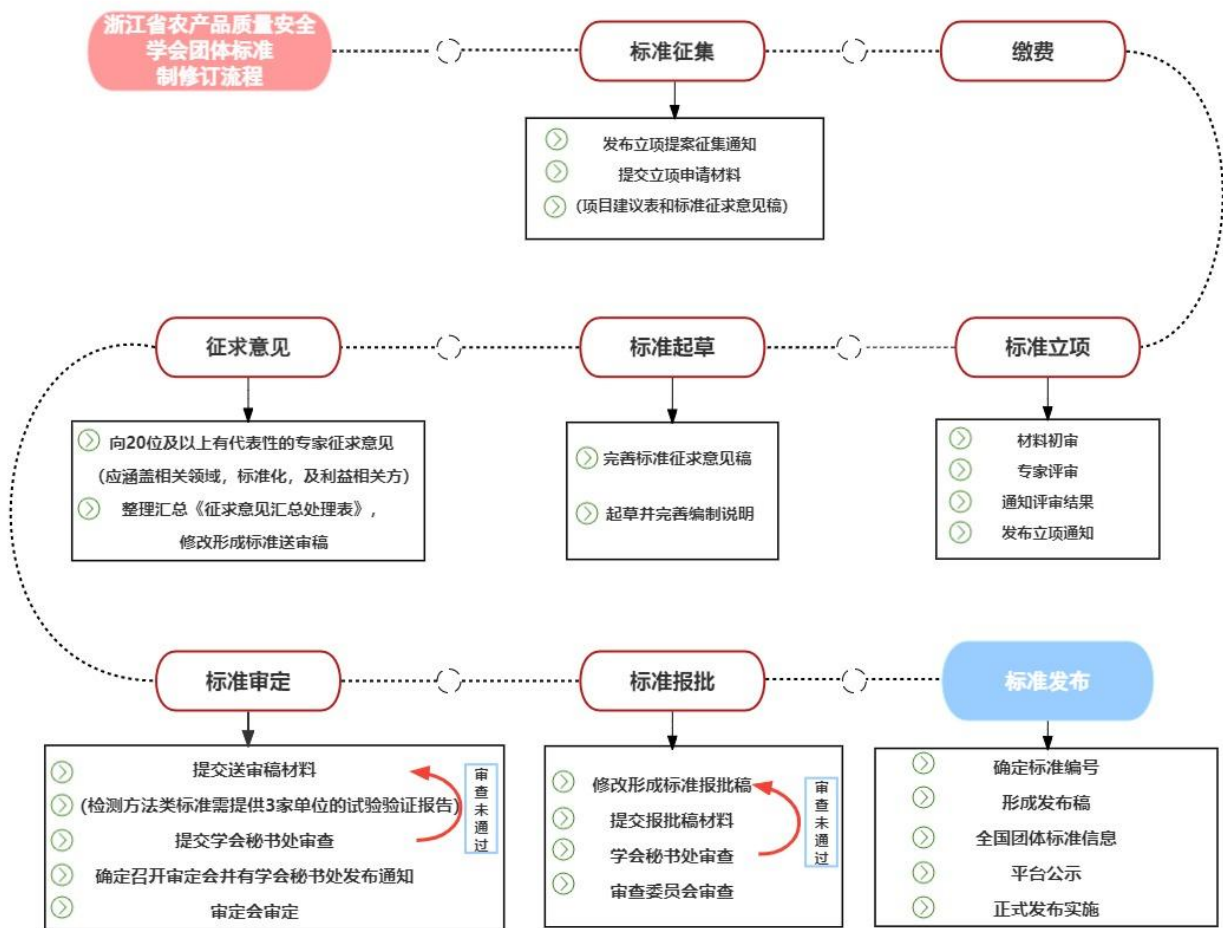 浙江省农产品质量安全
学会团体标准
制修订流程
标准征集
缴费
发布立项提案征集通知
提交立项申请材料
(项目建议表和标准征求意见稿)
征求意见
标准起草
标准立项
向20位及以上有代表性的专家征求意见
(应涵盖相关领域，标准化，及利益相关方)
整理汇总《征求意见汇总处理表》，
修改形成标准送审稿
完善标准征求意见稿
起草并完善编制说明
材料初审
专家评审
通知评审结果
发布立项通知
标准审定
标准报批
标准发布
提交送审稿材料
(检测方法类标准需提供3家单位的试验验证报告)
提交学会秘书处审查
确定召开审定会并有学会秘书处发布通知
审定会审定
审查未通过
修改形成标准报批稿
提交报批稿材料
学会秘书处审查
审查委员会审查
审查未通过
确定标准编号
形成发布稿
全国团体标准信息
平台公示
正式发布实施